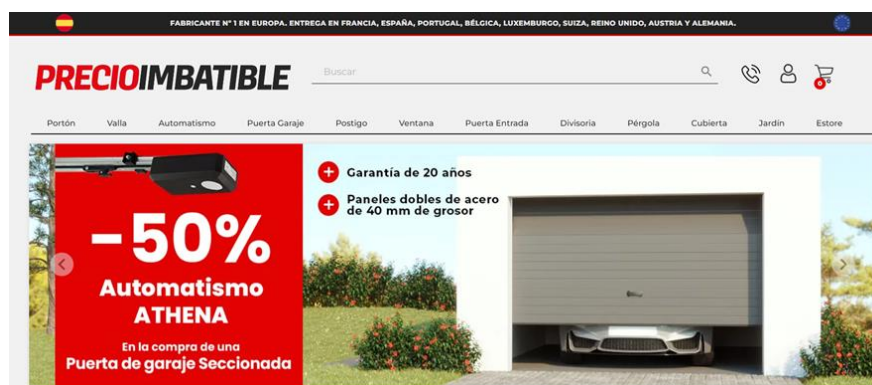 FABRICANTE Nº 1 EN EUROPA. ENTREGA EN FRANCIA, ESPAÑA, PORTUGAL, BÉLGICA, LUXEMBURGO, SUIZA, REINO UNIDO, AUSTRIA Y ALEMANIA.
PRECIOIMBATIBLE
Buscar
0
Portón Valla Automatismo Puerta Garaje Postigo Ventana Puerta Entrada Divisoria Pérgola Cubierta Jardín Estore
-50%
Automatismo
ATHENA
En la compra de una
Puerta de garaje Seccionada
Garantía de 20 años
Paneles dobles de acero
de 40 mm de grosor